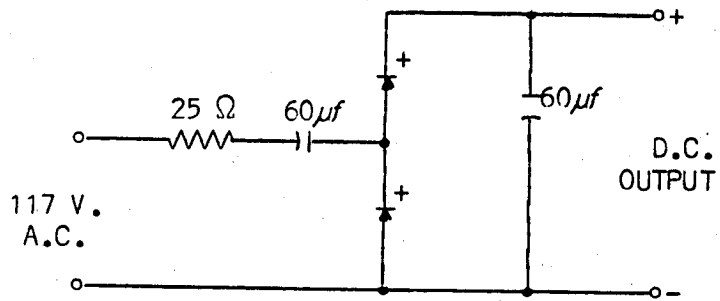 +
+
25 Ω
60µf
60µf
D.C.
OUTPUT
+
117 V.
A.C.
-